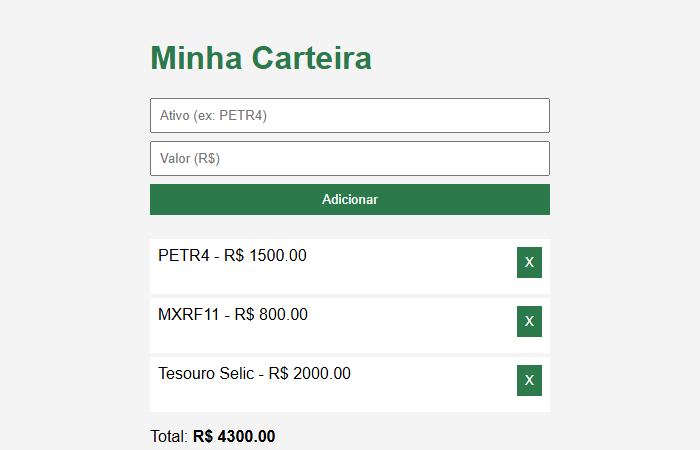 Minha Carteira
Ativo (ex: PETR4)
Valor (R$)
Adicionar
PETR4 - R$ 1500.00 X
MXRF11 - R$ 800.00 X
Tesouro Selic - R$ 2000.00 X
Total: R$ 4300.00